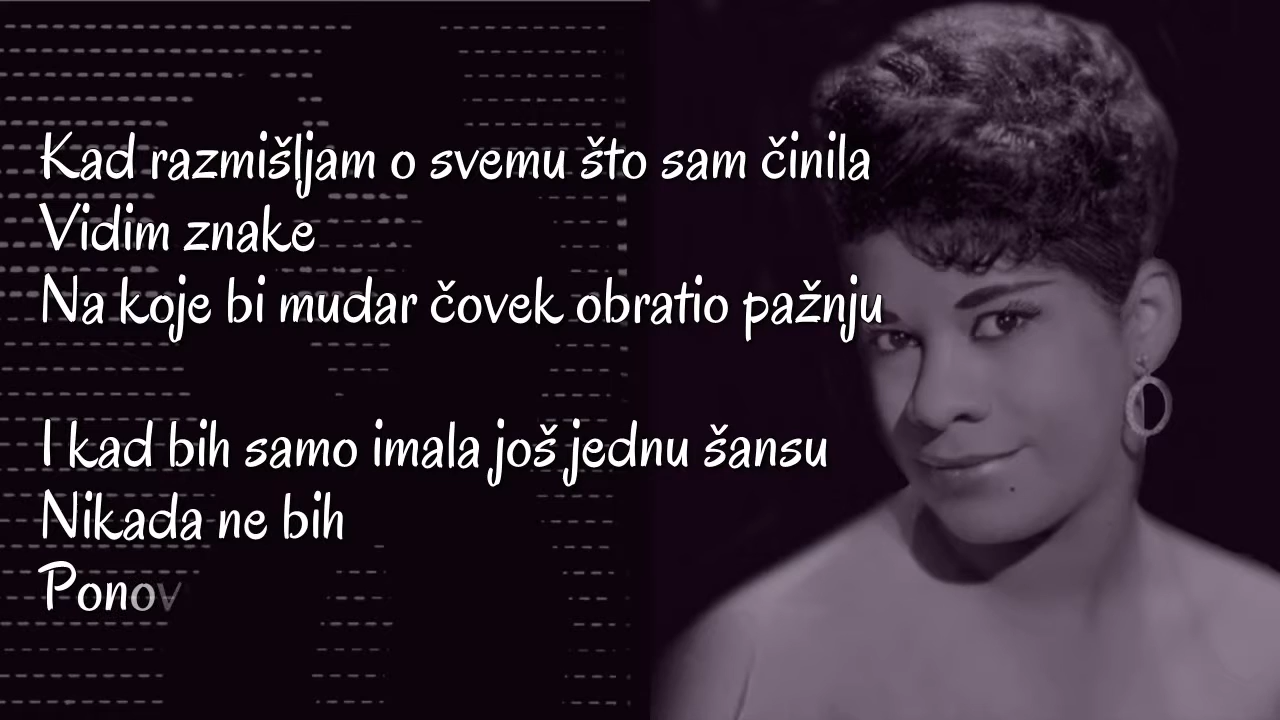 Kad razmišljam o svemu što sam činila
Vidim znake
Na koje bi mudar čovek obratio pažnju
I kad bih samo imala još jednu šansu
Nikada ne bih
Ponov